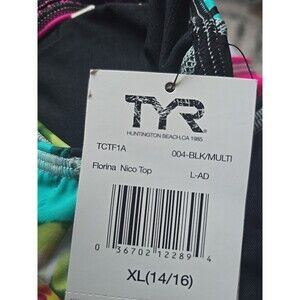 TYR
HUNTINGTON BEACH, CA 1985
TCTF1A 004-BLK/MULTI
Florina Nico Top L-AD
0 36702 12289 4
XL(14/16)